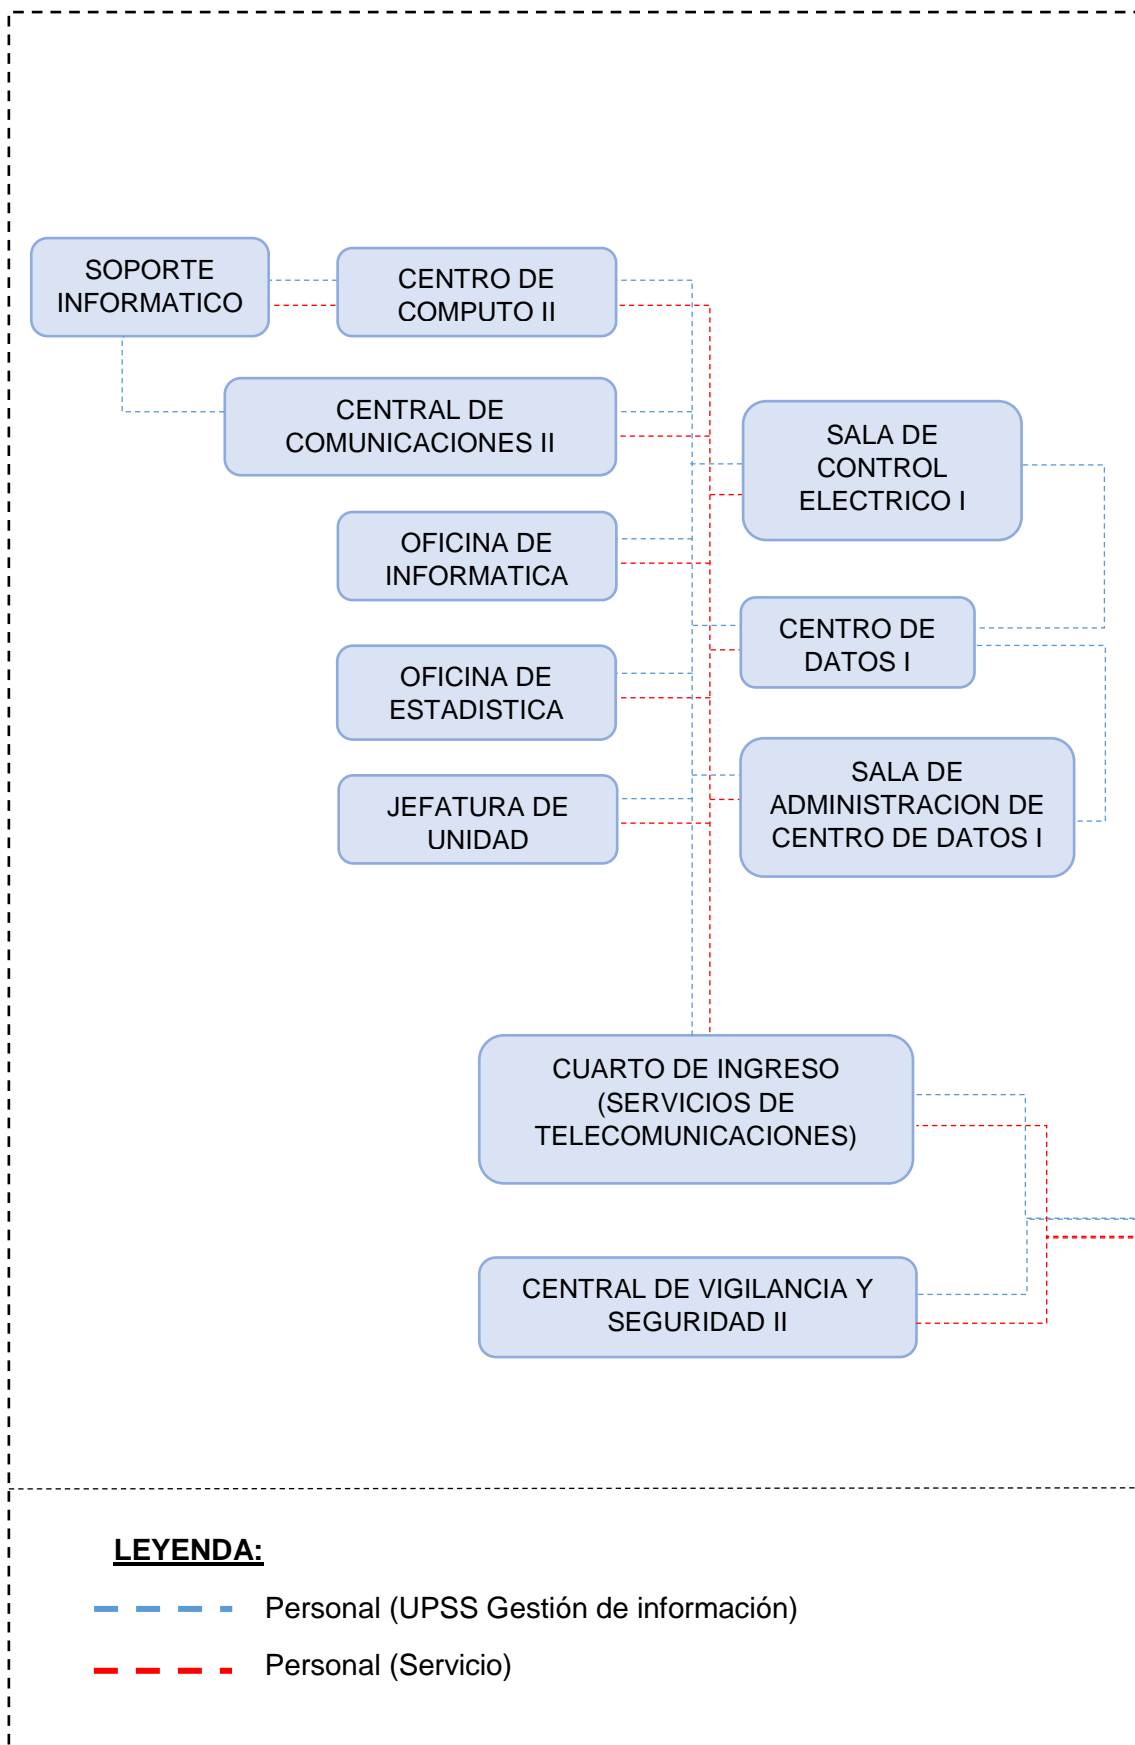 SOPORTE
INFORMATICO
CENTRO DE
COMPUTO II
CENTRAL DE
COMUNICACIONES II
SALA DE
CONTROL
ELECTRICO I
OFICINA DE
INFORMATICA
CENTRO DE
DATOS I
OFICINA DE
ESTADISTICA
SALA DE
ADMINISTRACION DE
CENTRO DE DATOS I
JEFATURA DE
UNIDAD
CUARTO DE INGRESO
(SERVICIOS DE
TELECOMUNICACIONES)
CENTRAL DE VIGILANCIA Y
SEGURIDAD II
LEYENDA:
Personal (UPSS Gestión de información)
Personal (Servicio)